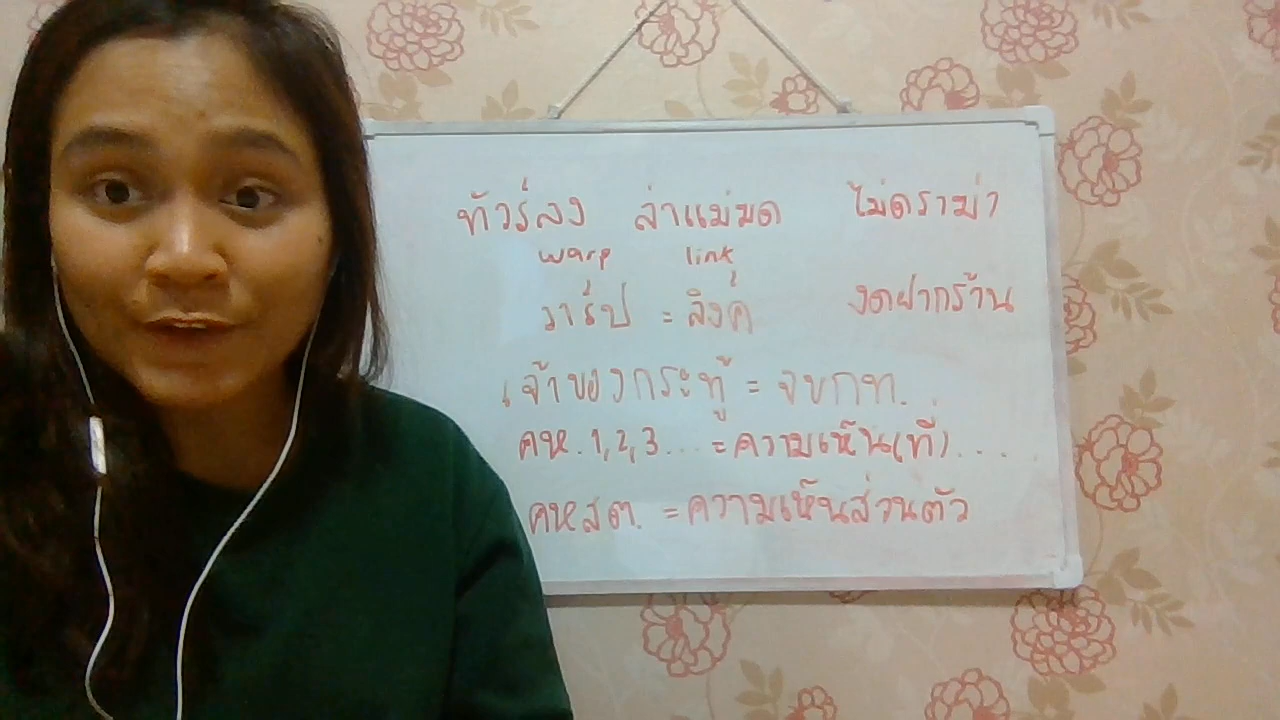 ทัวร์ลง ล่าแม่มด ไม่ดราม่า
warp link
วาร์ป = ลิงค์ งดฝากร้าน
เจ้าของกระทู้ = จขกท.
คห. 1,2,3... = ความเห็น(ที่)....
คหสต. = ความเห็นส่วนตัว